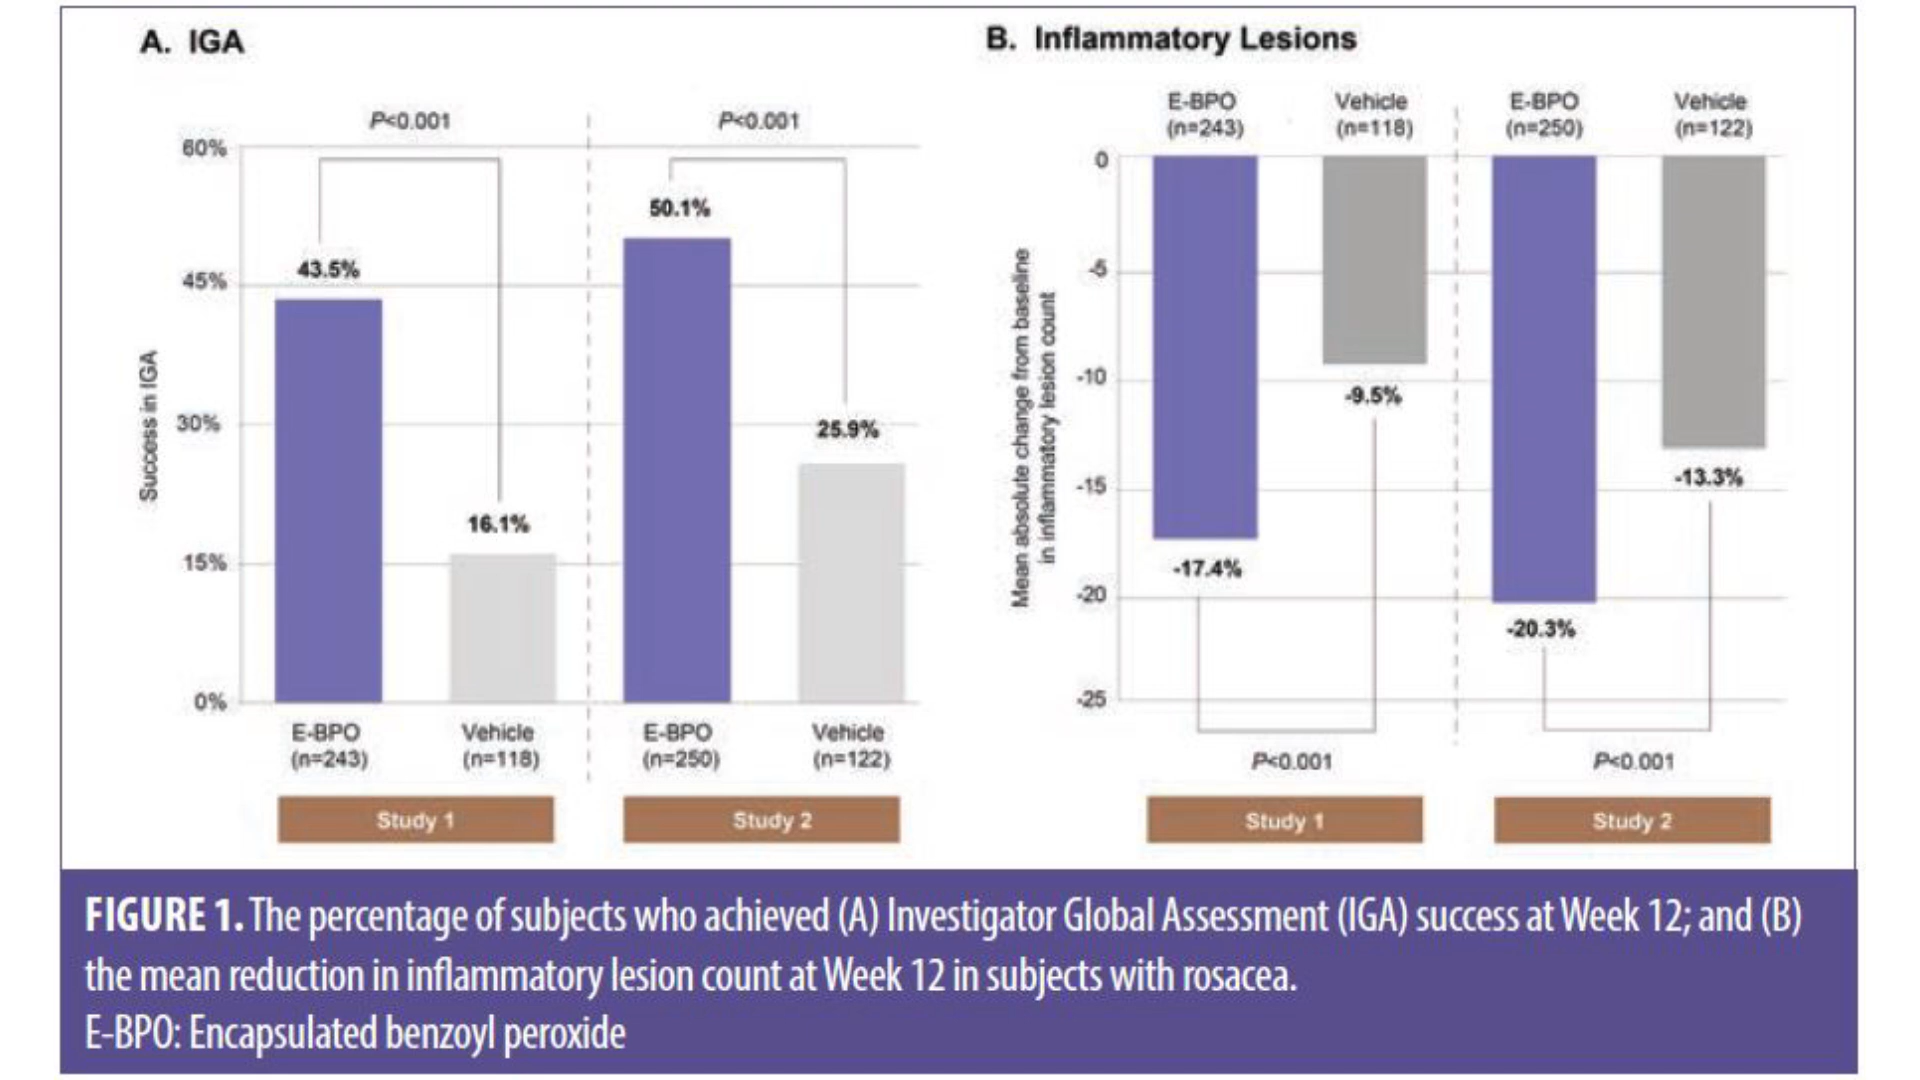 A. IGA
P<0.001
P<0.001
60%
45%
30%
15%
0%
Success in IGA
43.5%
16.1%
50.1%
25.9%
E-BPO
(n=243)
Vehicle
(n=118)
E-BPO
(n=250)
Vehicle
(n=122)
Study 1
Study 2
B. Inflammatory Lesions
E-BPO
(n=243)
Vehicle
(n=118)
E-BPO
(n=250)
Vehicle
(n=122)
0
-5
-10
-15
-20
-25
Mean absolute change from baseline
in inflammatory lesion count
-17.4%
-9.5%
-20.3%
-13.3%
P<0.001
P<0.001
Study 1
Study 2
FIGURE 1. The percentage of subjects who achieved (A) Investigator Global Assessment (IGA) success at Week 12; and (B)
the mean reduction in inflammatory lesion count at Week 12 in subjects with rosacea.
E-BPO: Encapsulated benzoyl peroxide